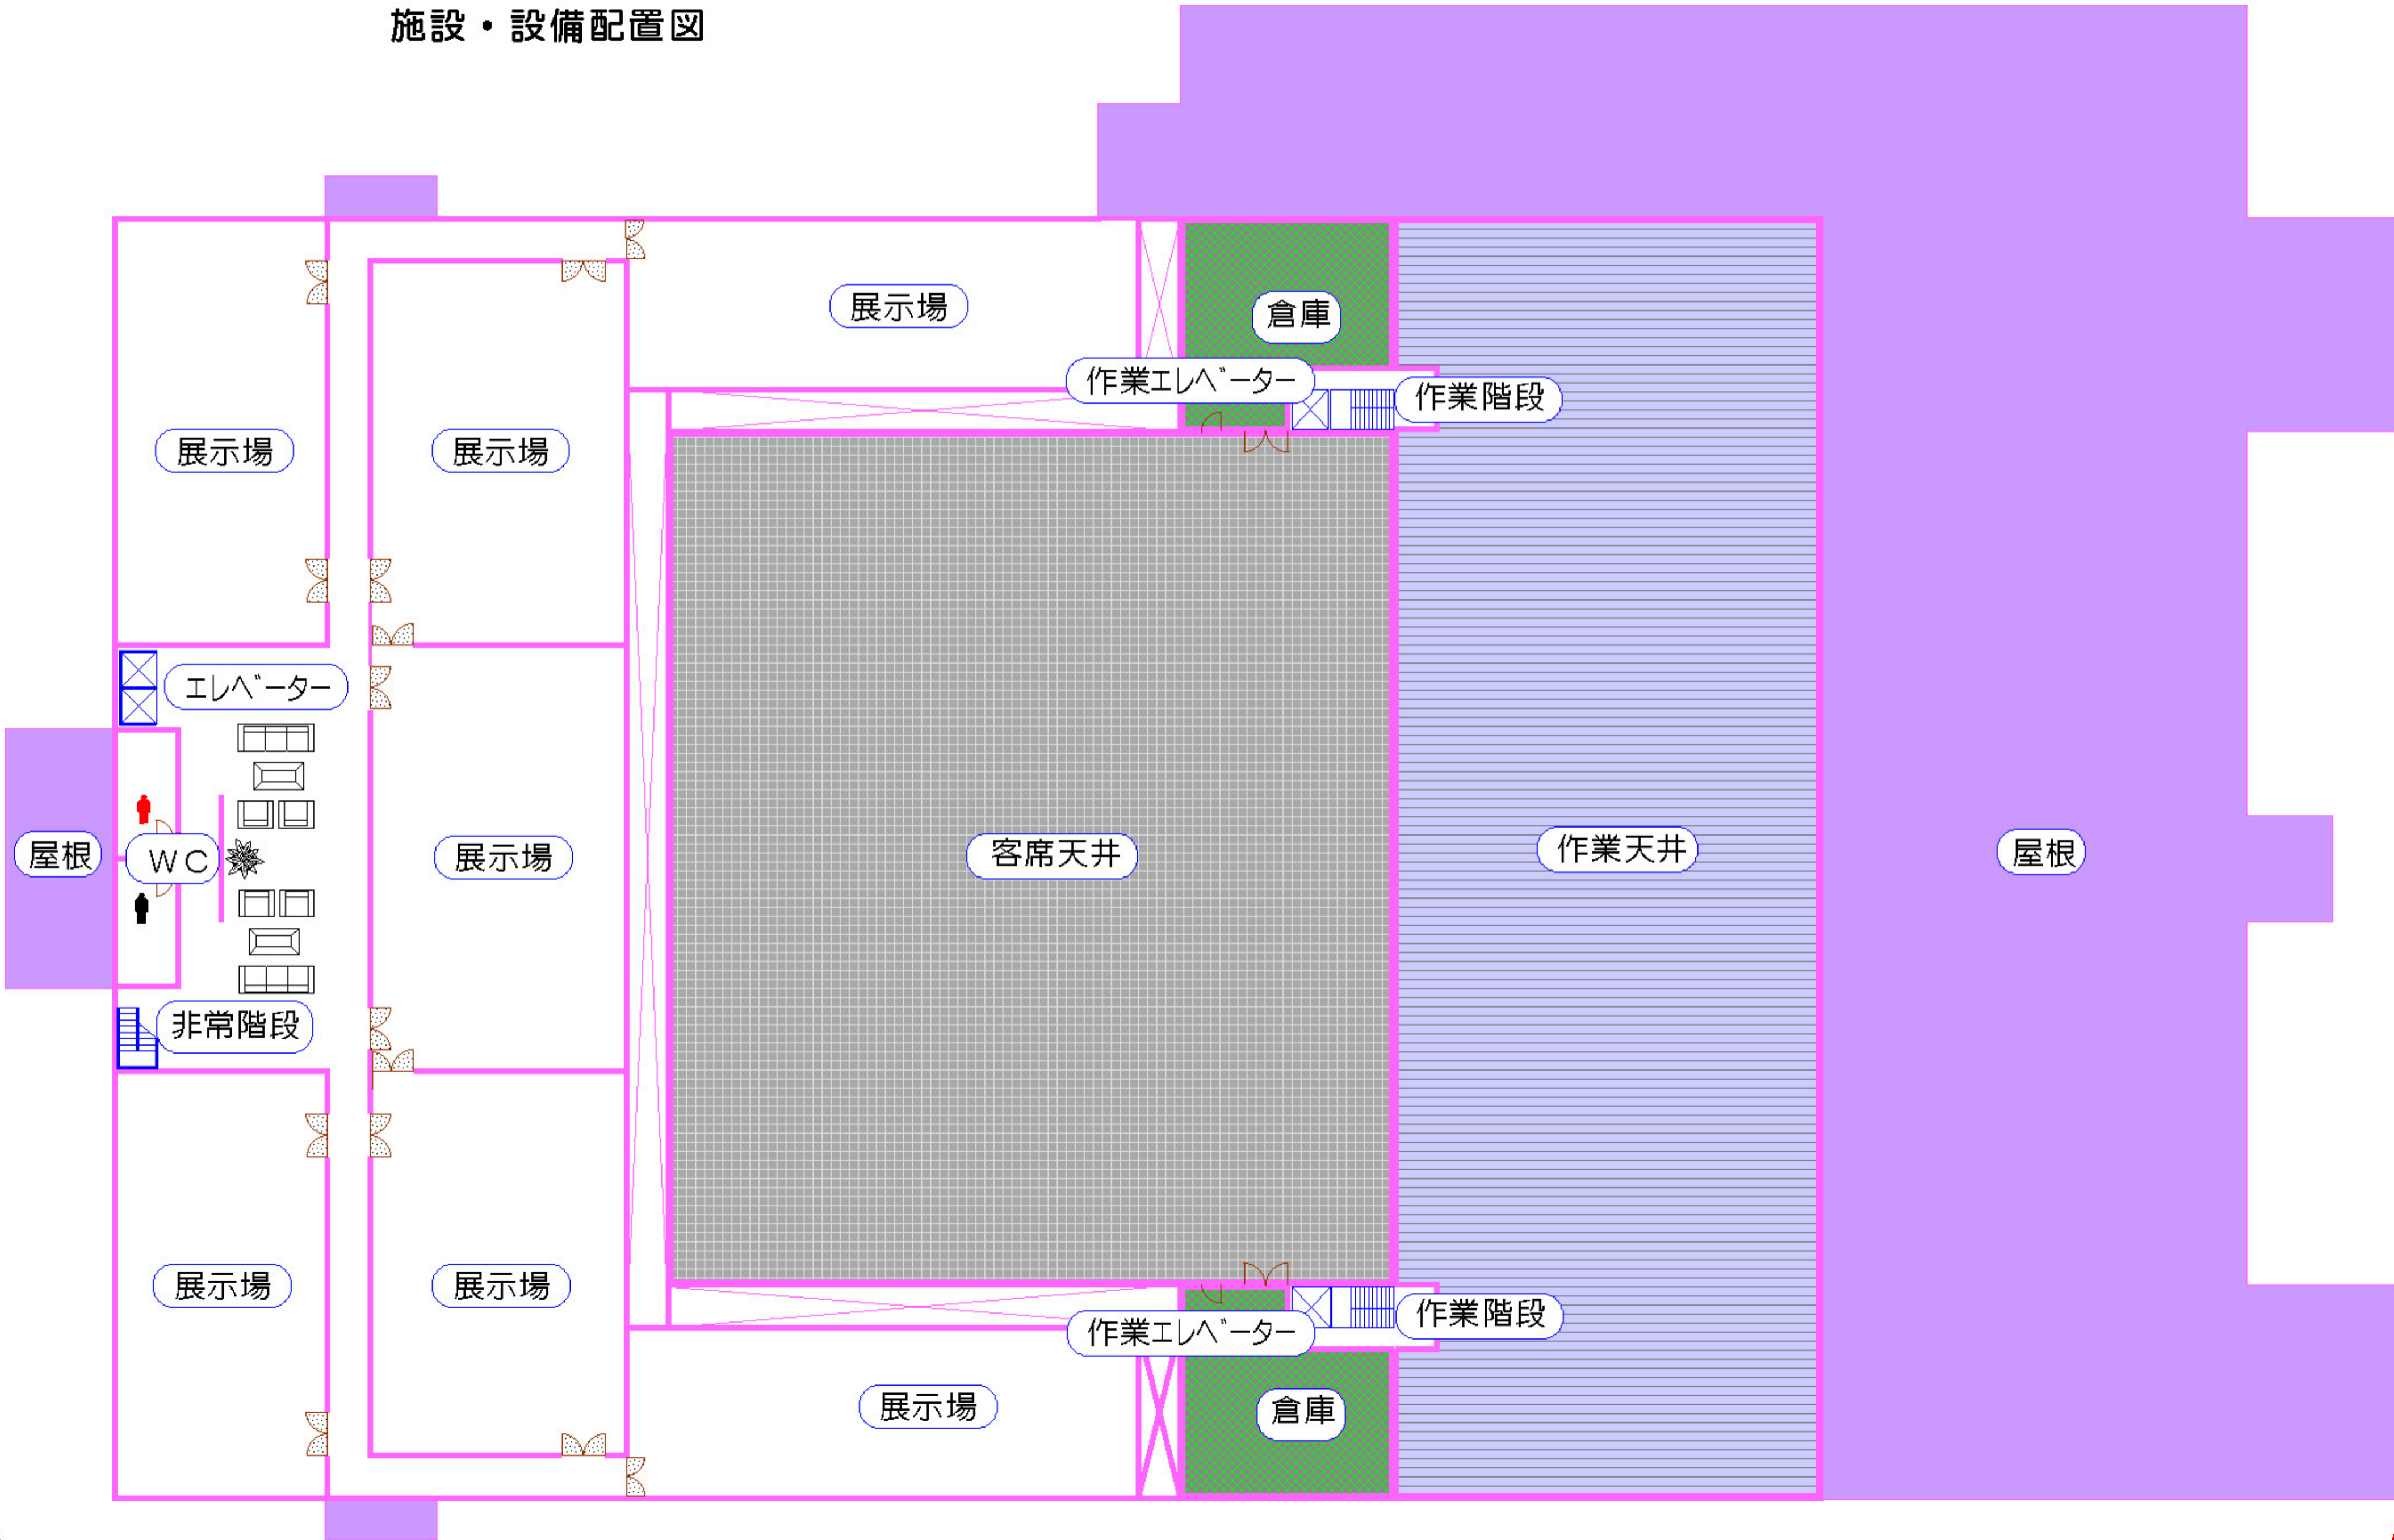 施設・設備配置図
展示場
倉庫
作業エレベーター
作業階段
展示場
展示場
エレベーター
屋根
WC
展示場
客席天井
作業天井
屋根
非常階段
展示場
展示場
作業エレベーター
作業階段
展示場
倉庫